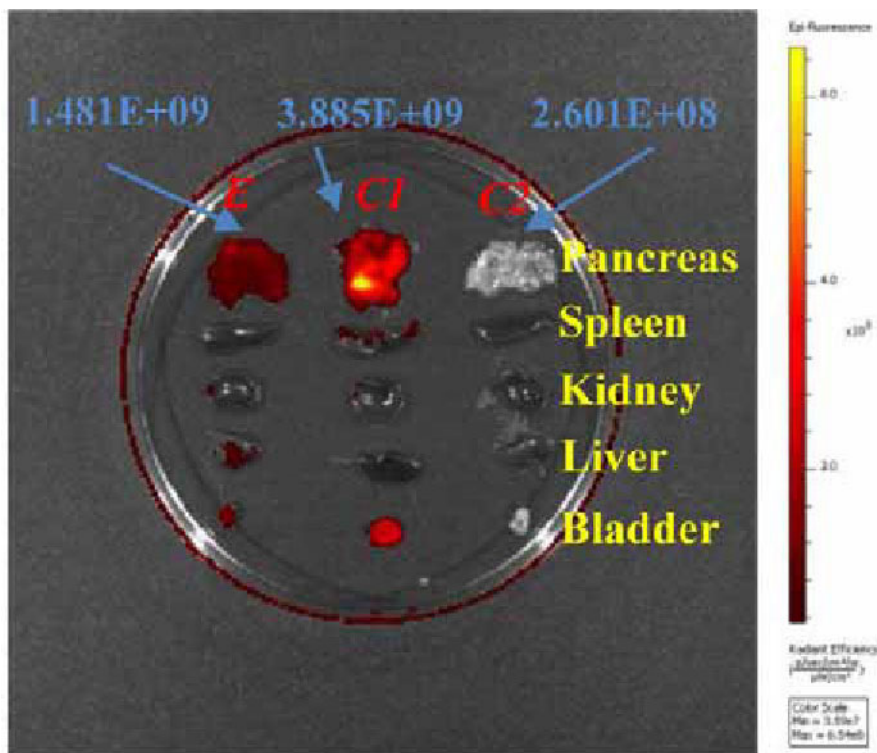 Epi-fluorescence
1.481E+09 3.885E+09 2.601E+08
E C1 C2
Pancreas
Spleen
Kidney
Liver
Bladder
6.0
4.0
2.0
Radiant Efficiency
Color Scale